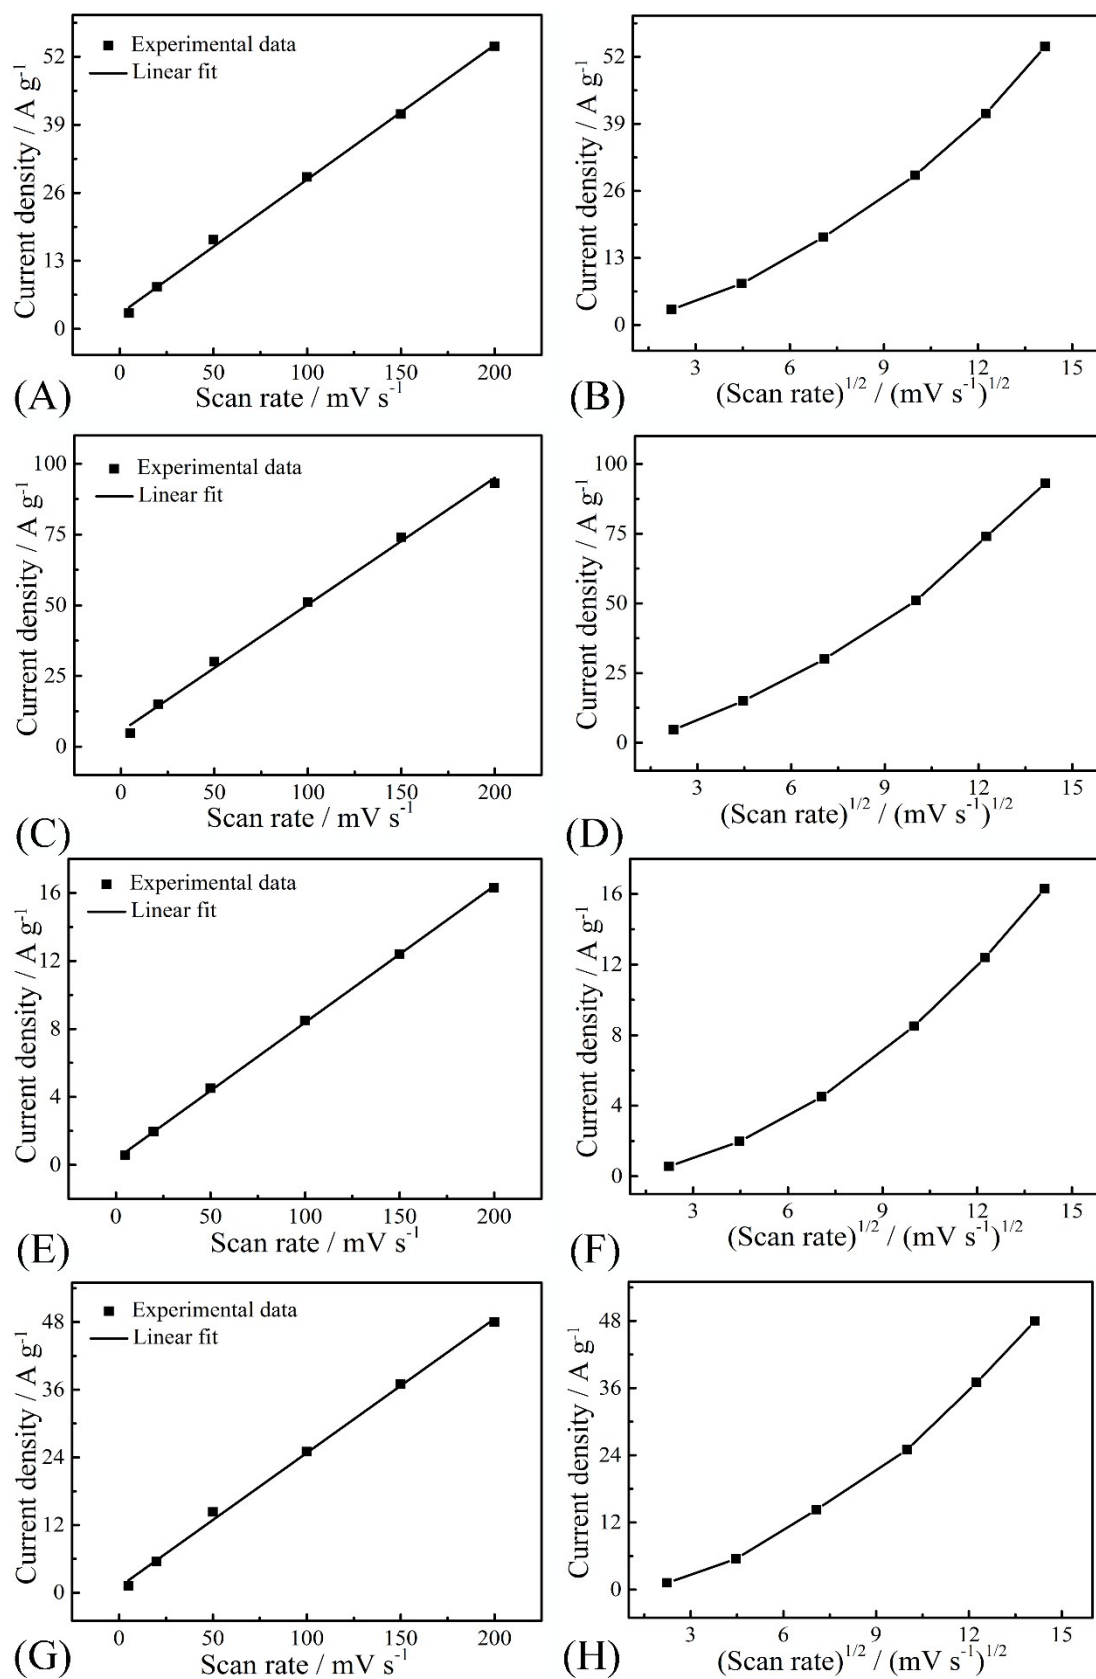 Experimental data
Linear fit
Current density / A g⁻¹
52
39
26
13
0
0 50 100 150 200
Scan rate / mV s⁻¹
(A)
Current density / A g⁻¹
52
39
26
13
0
3 6 9 12 15
(Scan rate)^1/2 / (mV s⁻¹)^1/2
(B)
Experimental data
Linear fit
Current density / A g⁻¹
100
75
50
25
0
0 50 100 150 200
Scan rate / mV s⁻¹
(C)
Current density / A g⁻¹
100
75
50
25
0
3 6 9 12 15
(Scan rate)^1/2 / (mV s⁻¹)^1/2
(D)
Experimental data
Linear fit
Current density / A g⁻¹
16
12
8
4
0
0 50 100 150 200
Scan rate / mV s⁻¹
(E)
Current density / A g⁻¹
16
12
8
4
0
3 6 9 12 15
(Scan rate)^1/2 / (mV s⁻¹)^1/2
(F)
Experimental data
Linear fit
Current density / A g⁻¹
48
36
24
12
0
0 50 100 150 200
Scan rate / mV s⁻¹
(G)
Current density / A g⁻¹
48
36
24
12
0
3 6 9 12 15
(Scan rate)^1/2 / (mV s⁻¹)^1/2
(H)